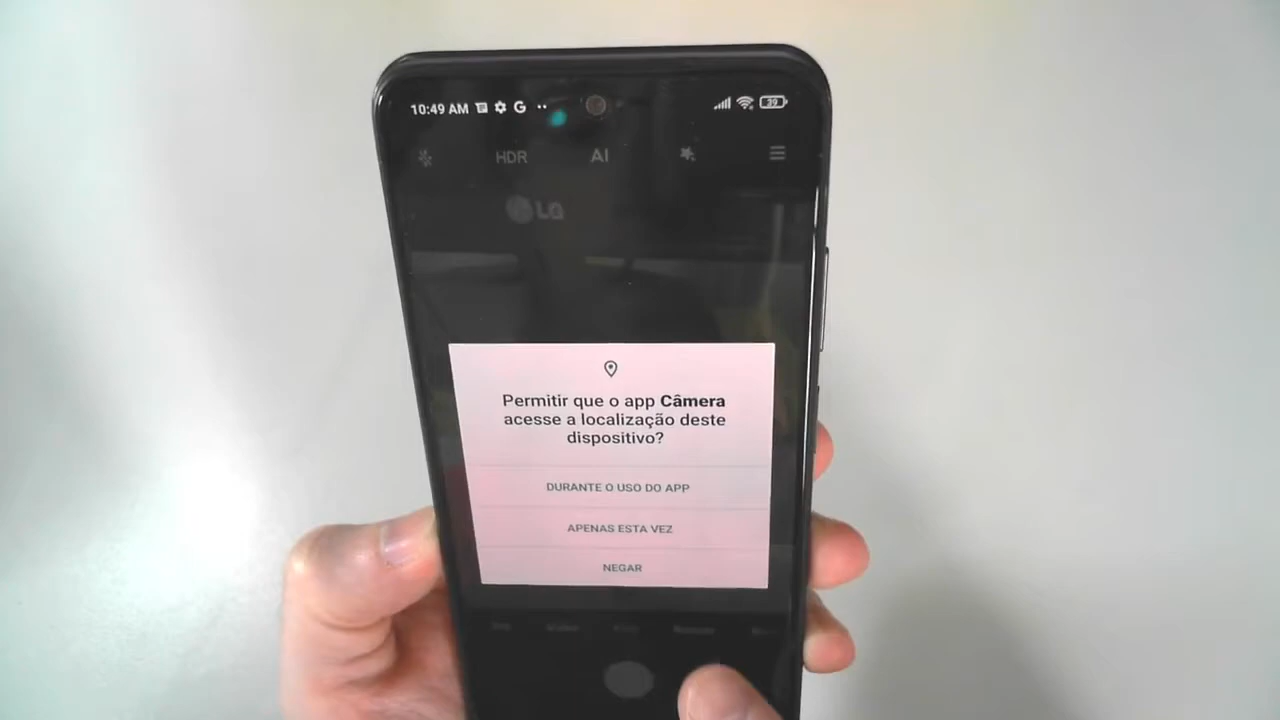 10:49 AM G 39
HDR AI
LG
Permitir que o app Câmera
acesse a localização deste
dispositivo?
DURANTE O USO DO APP
APENAS ESTA VEZ
NEGAR